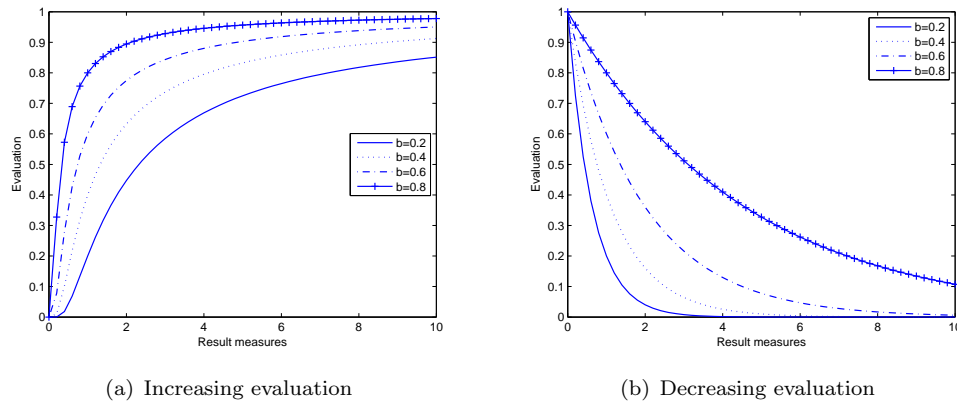 1
0.9
0.8
0.7
0.6
0.5
0.4
0.3
0.2
0.1
0
0 2 4 6 8 10
Evaluation
Result measures
b=0.2
b=0.4
b=0.6
b=0.8
(a) Increasing evaluation
1
0.9
0.8
0.7
0.6
0.5
0.4
0.3
0.2
0.1
0
0 2 4 6 8 10
Evaluation
Result measures
b=0.2
b=0.4
b=0.6
b=0.8
(b) Decreasing evaluation